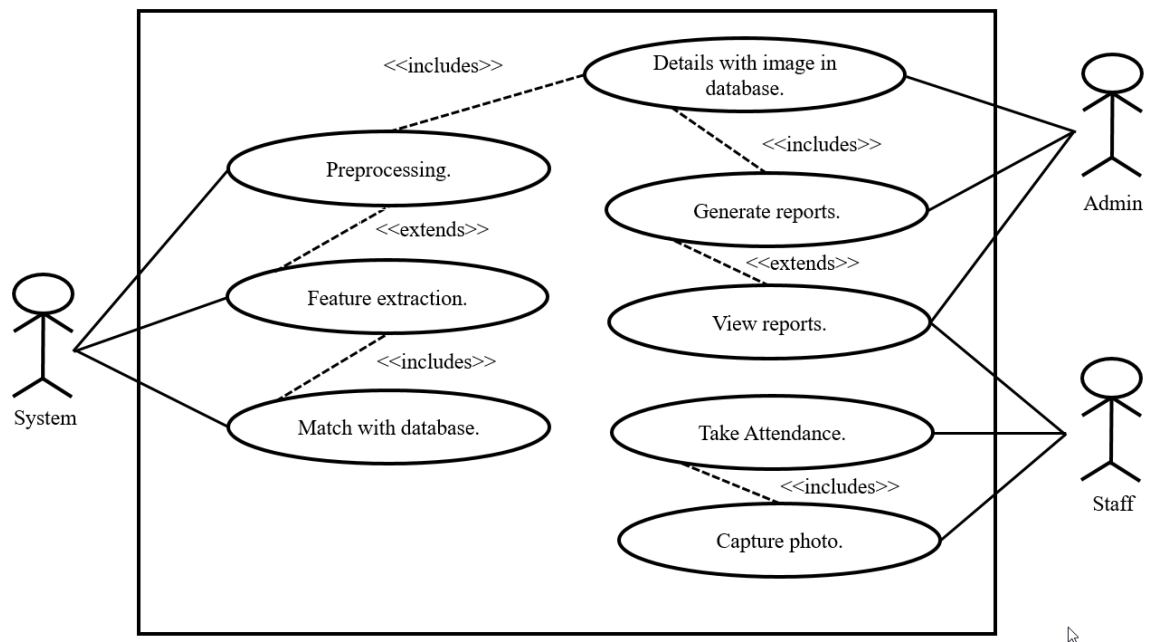 <<includes>>
Details with image in
database.
<<includes>>
Preprocessing.
Generate reports.
Admin
<<extends>>
<<extends>>
Feature extraction.
View reports.
<<includes>>
System
Match with database.
Take Attendance.
<<includes>>
Staff
Capture photo.